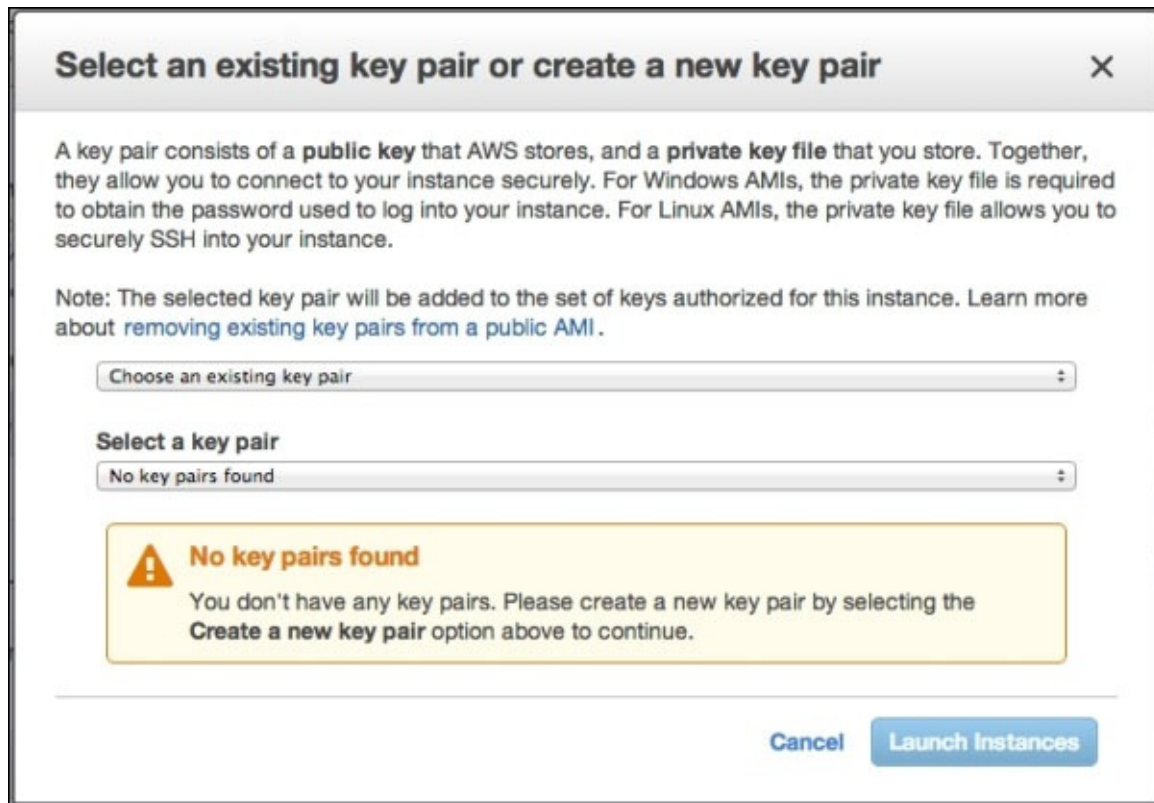 Select an existing key pair or create a new key pair
A key pair consists of a public key that AWS stores, and a private key file that you store. Together,
they allow you to connect to your instance securely. For Windows AMIs, the private key file is required
to obtain the password used to log into your instance. For Linux AMIs, the private key file allows you to
securely SSH into your instance.
Note: The selected key pair will be added to the set of keys authorized for this instance. Learn more
about removing existing key pairs from a public AMI.
Choose an existing key pair
Select a key pair
No key pairs found
No key pairs found
You don't have any key pairs. Please create a new key pair by selecting the
Create a new key pair option above to continue.
Cancel Launch Instances